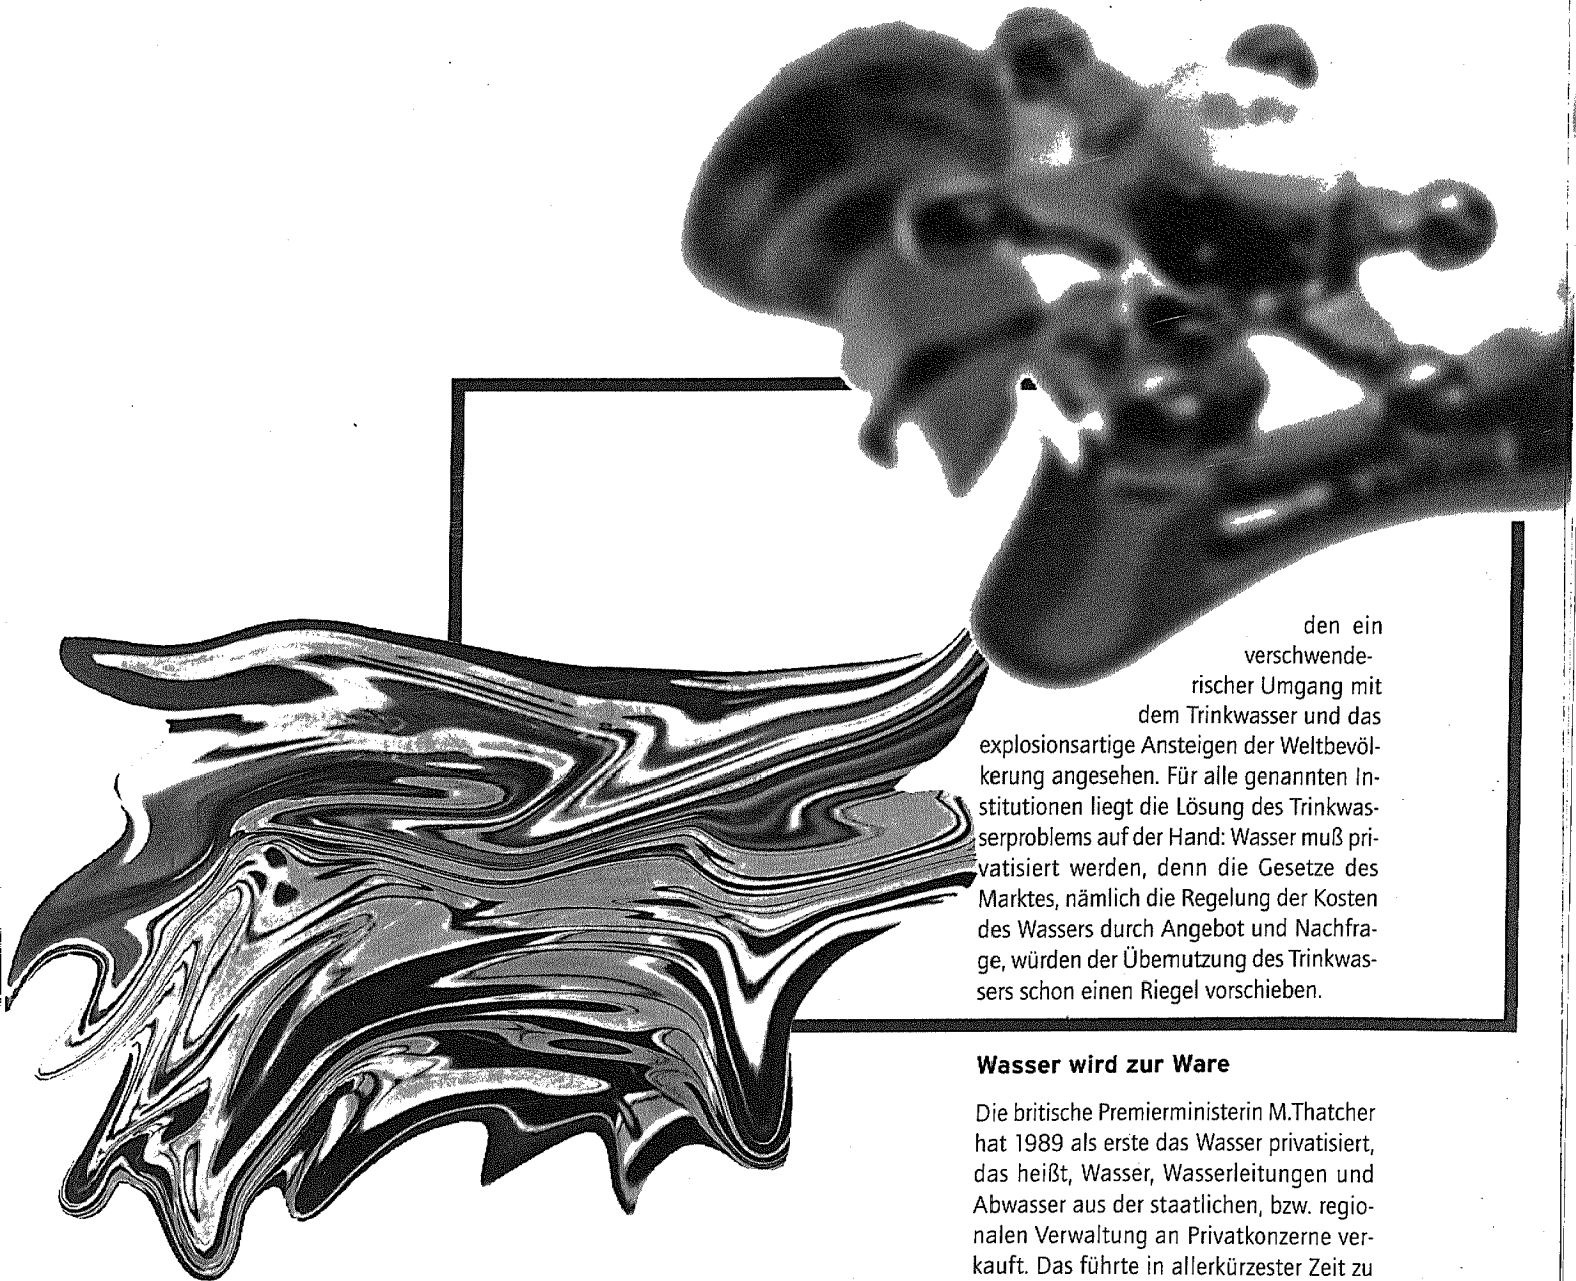 den ein
verschwende-
rischer Umgang mit
dem Trinkwasser und das
explosionsartige Ansteigen der Weltbevöl-
kerung angesehen. Für alle genannten In-
stitutionen liegt die Lösung des Trinkwas-
serproblems auf der Hand: Wasser muß pri-
vatisiert werden, denn die Gesetze des
Marktes, nämlich die Regelung der Kosten
des Wassers durch Angebot und Nachfra-
ge, würden der Übernutzung des Trinkwas-
sers schon einen Riegel vorschieben.
Wasser wird zur Ware
Die britische Premierministerin M.Thatcher
hat 1989 als erste das Wasser privatisiert,
das heißt, Wasser, Wasserleitungen und
Abwasser aus der staatlichen, bzw. regio-
nalen Verwaltung an Privatkonzerne ver-
kauft. Das führte in allerkürzester Zeit zu